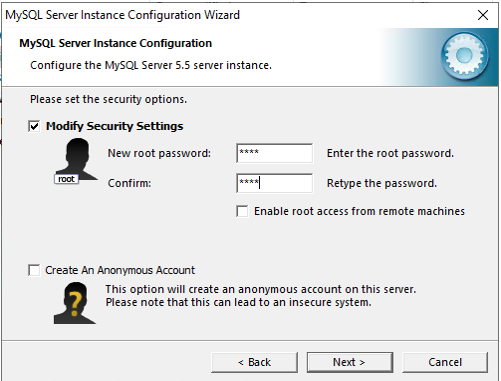 MySQL Server Instance Configuration Wizard
MySQL Server Instance Configuration
Configure the MySQL Server 5.5 server instance.
Please set the security options.
Modify Security Settings
New root password: **** Enter the root password.
root
Confirm: **** Retype the password.
Enable root access from remote machines
Create An Anonymous Account
This option will create an anonymous account on this server.
Please note that this can lead to an insecure system.
< Back Next > Cancel